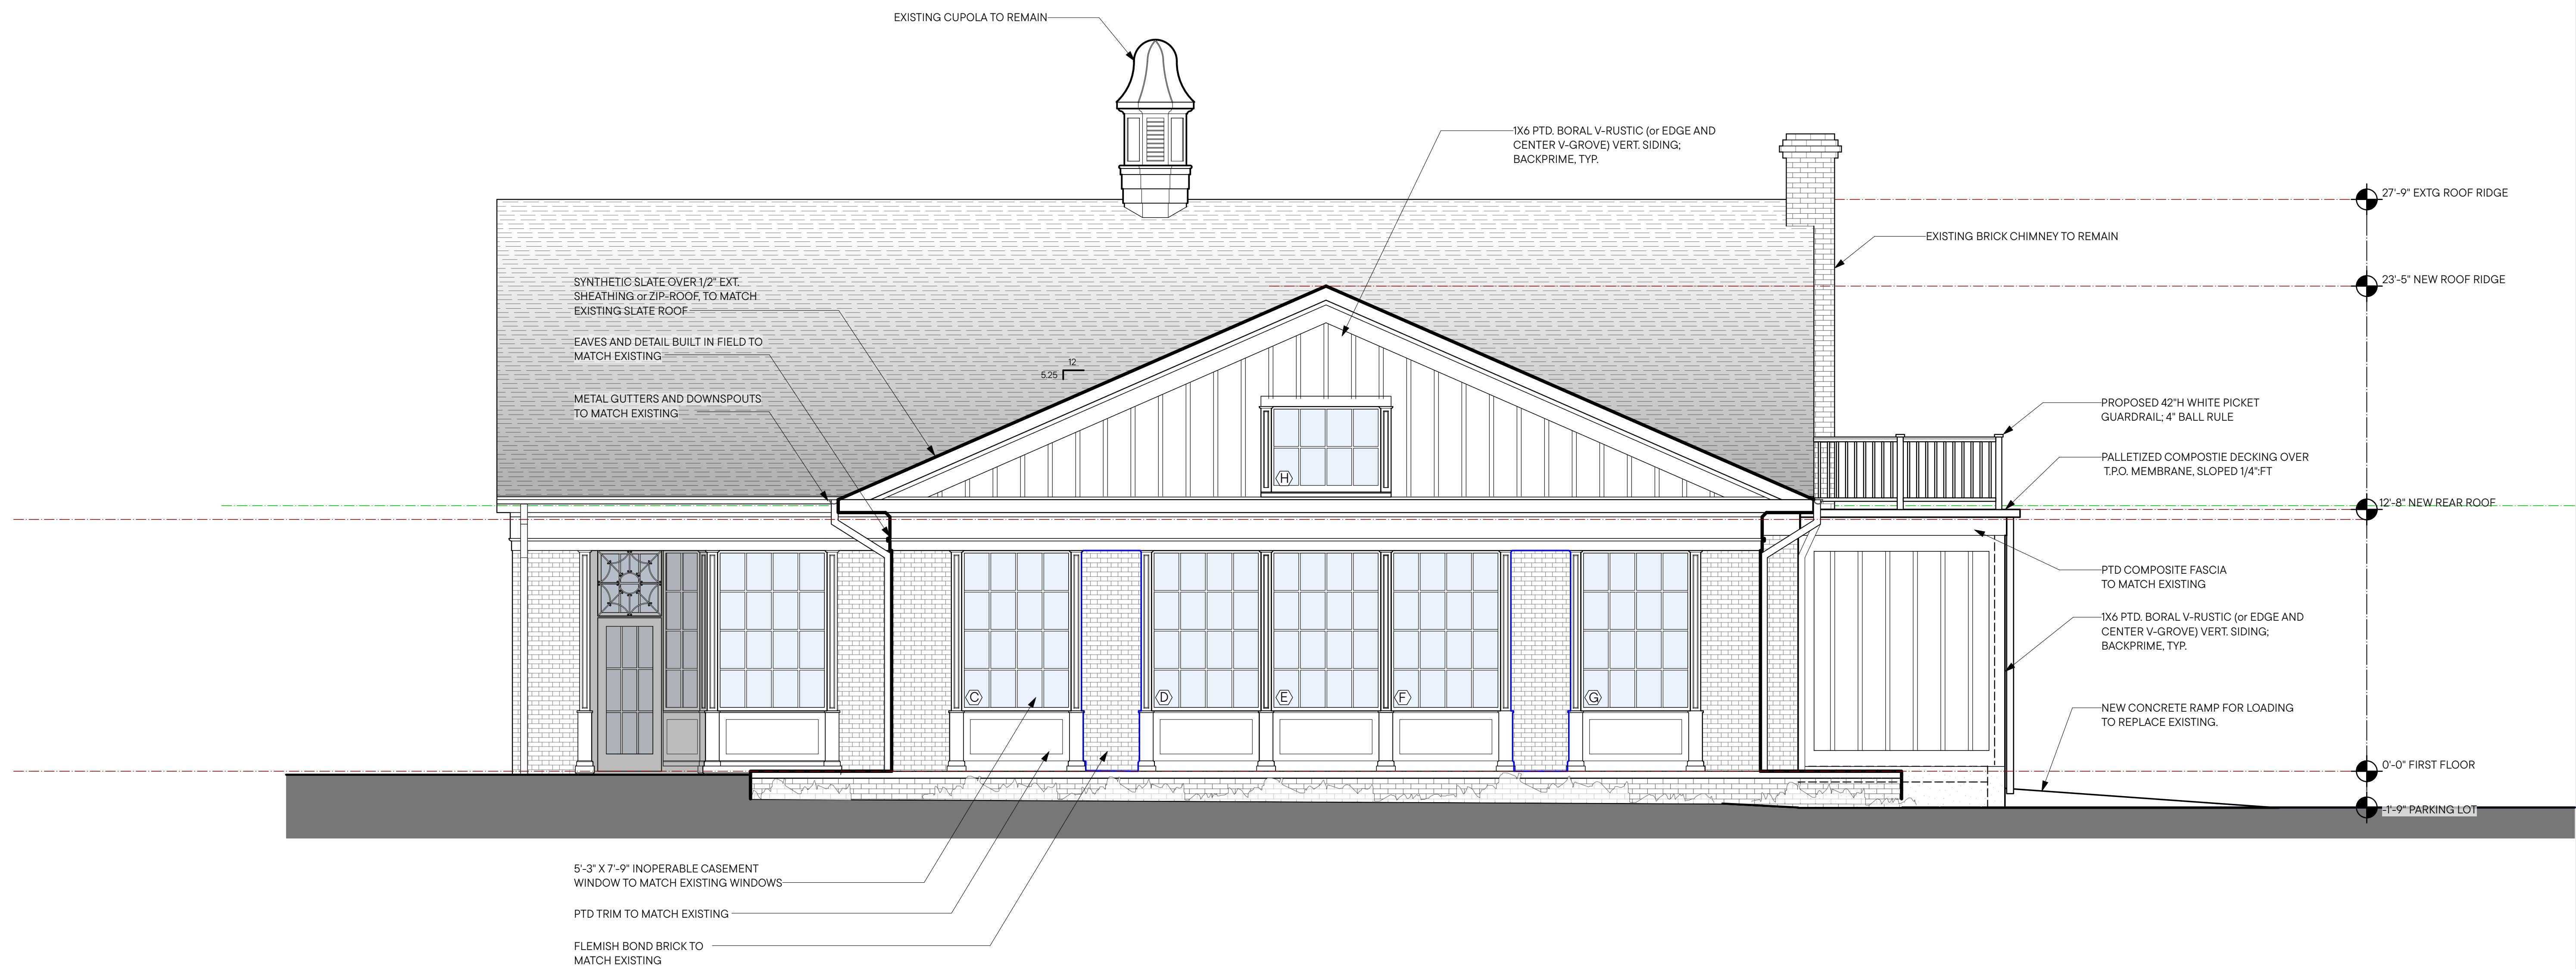 EXISTING CUPOLA TO REMAIN
1X6 PTD. BORAL V-RUSTIC (or EDGE AND
CENTER V-GROVE) VERT. SIDING;
BACKPRIME, TYP.
27'-9" EXTG ROOF RIDGE
EXISTING BRICK CHIMNEY TO REMAIN
23'-5" NEW ROOF RIDGE
SYNTHETIC SLATE OVER 1/2" EXT.
SHEATHING or ZIP-ROOF, TO MATCH
EXISTING SLATE ROOF
EAVES AND DETAIL BUILT IN FIELD TO
MATCH EXISTING
12
5.25
METAL GUTTERS AND DOWNSPOUTS
TO MATCH EXISTING
PROPOSED 42"H WHITE PICKET
GUARDRAIL; 4" BALL RULE
PALLETIZED COMPOSTIE DECKING OVER
T.P.O. MEMBRANE, SLOPED 1/4":FT
H
12'-8" NEW REAR ROOF
PTD COMPOSITE FASCIA
TO MATCH EXISTING
1X6 PTD. BORAL V-RUSTIC (or EDGE AND
CENTER V-GROVE) VERT. SIDING;
BACKPRIME, TYP.
C
D
E
F
G
NEW CONCRETE RAMP FOR LOADING
TO REPLACE EXISTING.
0'-0" FIRST FLOOR
-1'-9" PARKING LOT
5'-3" X 7'-9" INOPERABLE CASEMENT
WINDOW TO MATCH EXISTING WINDOWS
PTD TRIM TO MATCH EXISTING
FLEMISH BOND BRICK TO
MATCH EXISTING